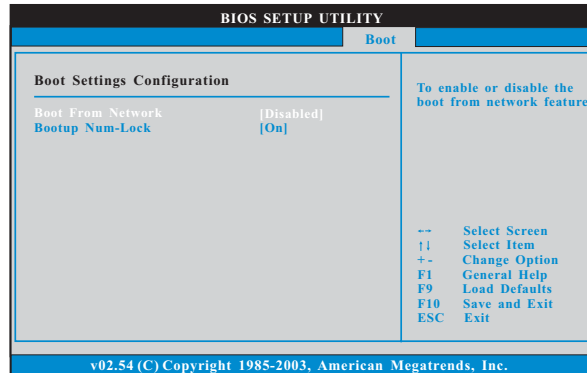 BIOS SETUP UTILITY
Boot
Boot Settings Configuration
Boot From Network [Disabled]
Bootup Num-Lock [On]
To enable or disable the
boot from network feature
←→ Select Screen
↑↓ Select Item
+- Change Option
F1 General Help
F9 Load Defaults
F10 Save and Exit
ESC Exit
v02.54 (C) Copyright 1985-2003, American Megatrends, Inc.